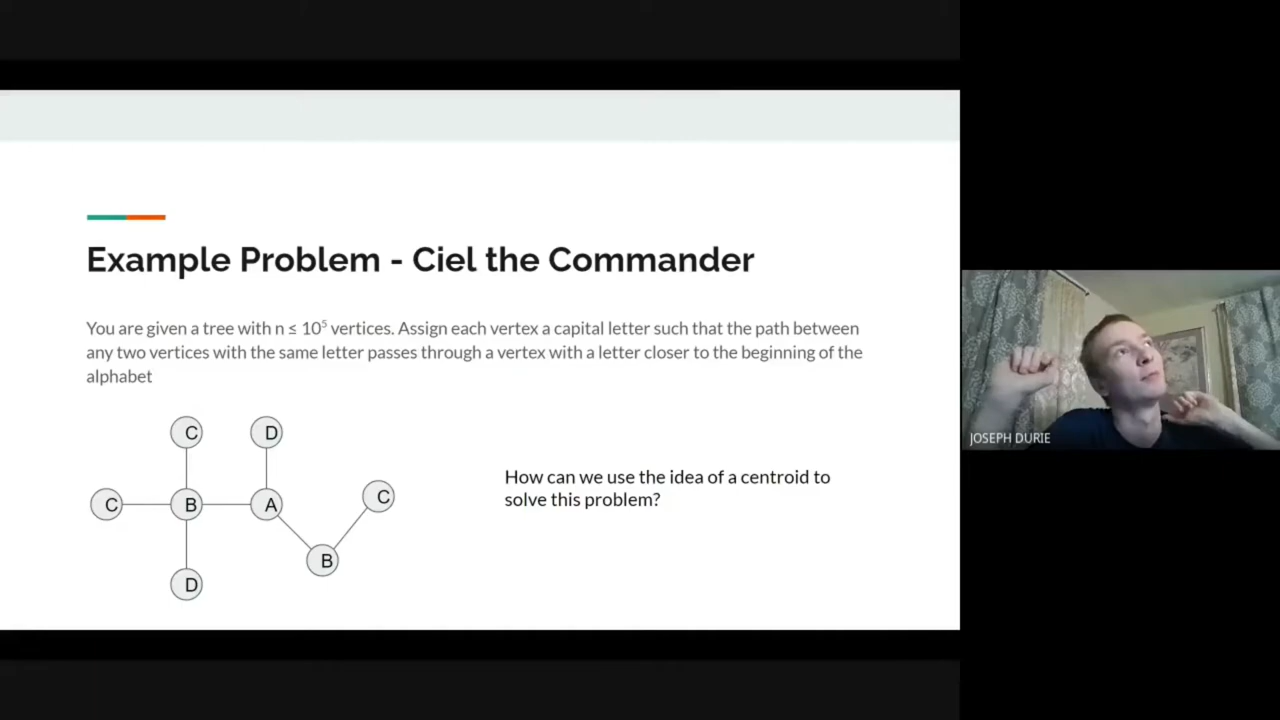 Example Problem - Ciel the Commander
You are given a tree with n ≤ 10⁵ vertices. Assign each vertex a capital letter such that the path between
any two vertices with the same letter passes through a vertex with a letter closer to the beginning of the
alphabet
C
D
C
B
A
C
B
D
How can we use the idea of a centroid to
solve this problem?
JOSEPH DURIE